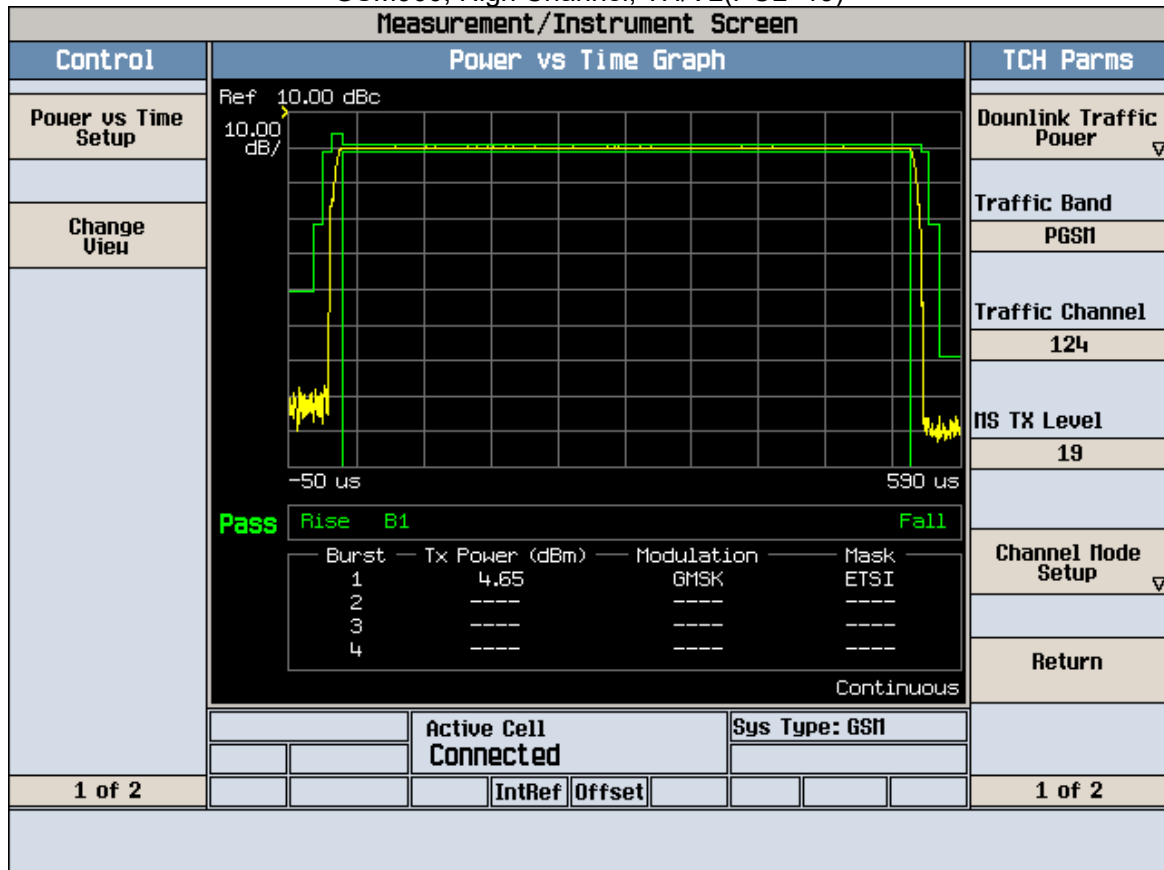 Measurement/Instrument Screen
Control
Power vs Time Graph
TCH Parms
Power vs Time
Setup
Change
View
1 of 2
Ref 10.00 dBc
10.00
dB/
-50 us
590 us
Pass
Rise B1 Fall
Burst Tx Power (dBm) Modulation Mask
1 4.65 GMSK ETSI
2 ---- ---- ----
3 ---- ---- ----
4 ---- ---- ----
Continuous
Active Cell
Connected
Sys Type: GSM
IntRef Offset
Downlink Traffic
Power
Traffic Band
PGSM
Traffic Channel
124
MS TX Level
19
Channel Mode
Setup
Return
1 of 2